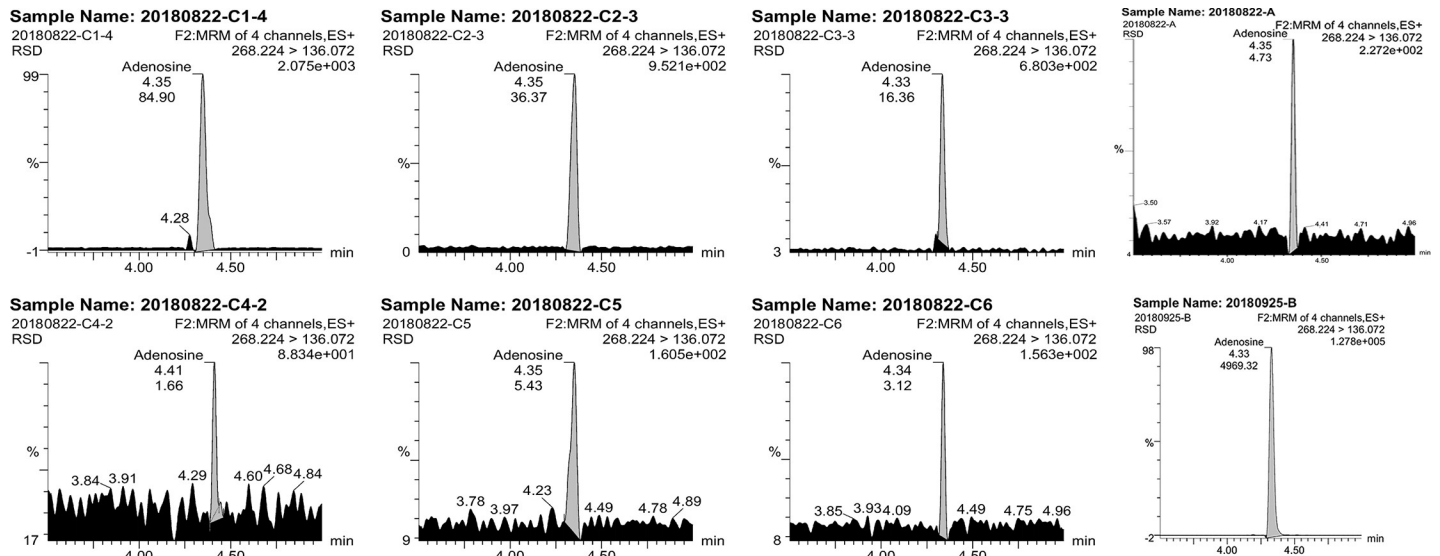 Sample Name: 20180822-C1-4
20180822-C1-4 F2:MRM of 4 channels,ES+
RSD 268.224 > 136.072
2.075e+003
Adenosine
4.35
84.90
99
%
4.28
-1
4.00 4.50 min
Sample Name: 20180822-C2-3
20180822-C2-3 F2:MRM of 4 channels,ES+
RSD 268.224 > 136.072
9.521e+002
Adenosine
4.35
36.37
%
0
4.00 4.50 min
Sample Name: 20180822-C3-3
20180822-C3-3 F2:MRM of 4 channels,ES+
RSD 268.224 > 136.072
6.803e+002
Adenosine
4.33
16.36
%
3
4.00 4.50 min
Sample Name: 20180822-A
20180822-A F2:MRM of 4 channels,ES+
RSD 268.224 > 136.072
2.272e+002
Adenosine
4.35
4.73
%
3.50
3.57 3.92 4.17 4.41 4.71 4.96
4
4.00 4.50 min
Sample Name: 20180822-C4-2
20180822-C4-2 F2:MRM of 4 channels,ES+
RSD 268.224 > 136.072
8.834e+001
Adenosine
4.41
1.66
%
3.84 3.91 4.29 4.60 4.68 4.84
17
4.00 4.50 min
Sample Name: 20180822-C5
20180822-C5 F2:MRM of 4 channels,ES+
RSD 268.224 > 136.072
1.605e+002
Adenosine
4.35
5.43
%
3.78 3.97 4.23 4.49 4.78 4.89
9
4.00 4.50 min
Sample Name: 20180822-C6
20180822-C6 F2:MRM of 4 channels,ES+
RSD 268.224 > 136.072
1.563e+002
Adenosine
4.34
3.12
%
3.85 3.93 4.09 4.49 4.75 4.96
8
4.00 4.50 min
Sample Name: 20180925-B
20180925-B F2:MRM of 4 channels,ES+
RSD 268.224 > 136.072
1.278e+005
Adenosine
4.33
4969.32
98
%
-2
4.00 4.50 min